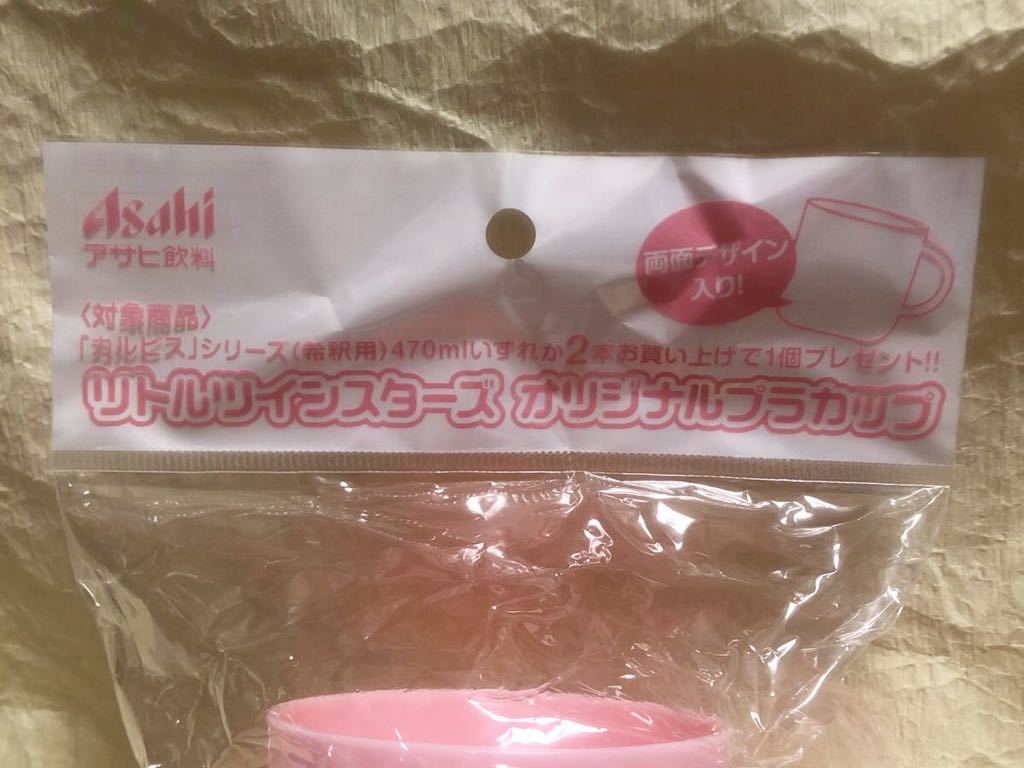 Asahi
アサヒ飲料
両面デザイン
入り!
〈対象商品〉
「カルピス」シリーズ(希釈用)470mlいずれか2本お買い上げで1個プレゼント!!
リトルツインスターズ オリジナルプラカップ